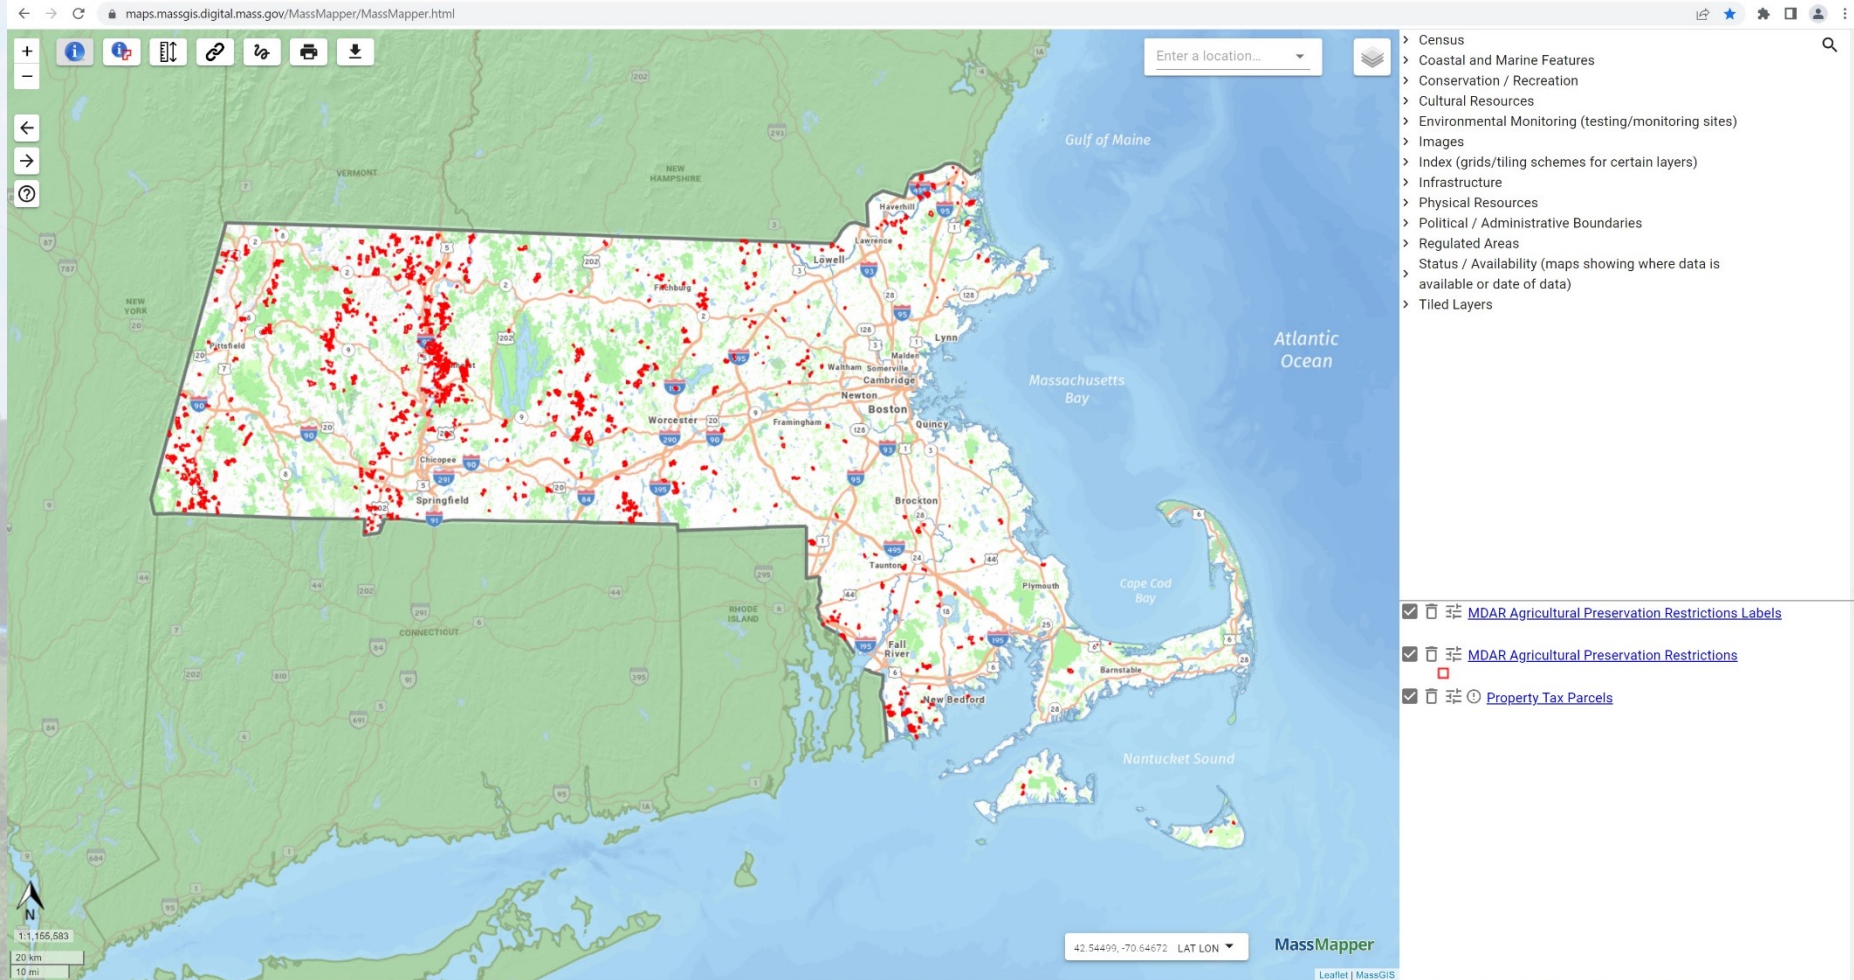 maps.massgis.digital.mass.gov/MassMapper/MassMapper.html
+
−
Enter a location...
Gulf of Maine
VERMONT
NEW HAMPSHIRE
NEW YORK
Haverhill
Lawrence
Lowell
Fitchburg
Pittsfield
Lynn
Malden
Waltham Somerville
Cambridge
Newton
Boston
Quincy
Worcester
Framingham
Chicopee
Springfield
Brockton
Taunton
Plymouth
Fall River
New Bedford
Barnstable
Atlantic Ocean
Massachusetts Bay
Cape Cod Bay
Nantucket Sound
RHODE ISLAND
CONNECTICUT
N
1:1,155,583
20 km
10 mi
42.54499, -70.64672 LAT LON
MassMapper
Leaflet | MassGIS
Census
Coastal and Marine Features
Conservation / Recreation
Cultural Resources
Environmental Monitoring (testing/monitoring sites)
Images
Index (grids/tiling schemes for certain layers)
Infrastructure
Physical Resources
Political / Administrative Boundaries
Regulated Areas
Status / Availability (maps showing where data is
available or date of data)
Tiled Layers
MDAR Agricultural Preservation Restrictions Labels
MDAR Agricultural Preservation Restrictions
Property Tax Parcels